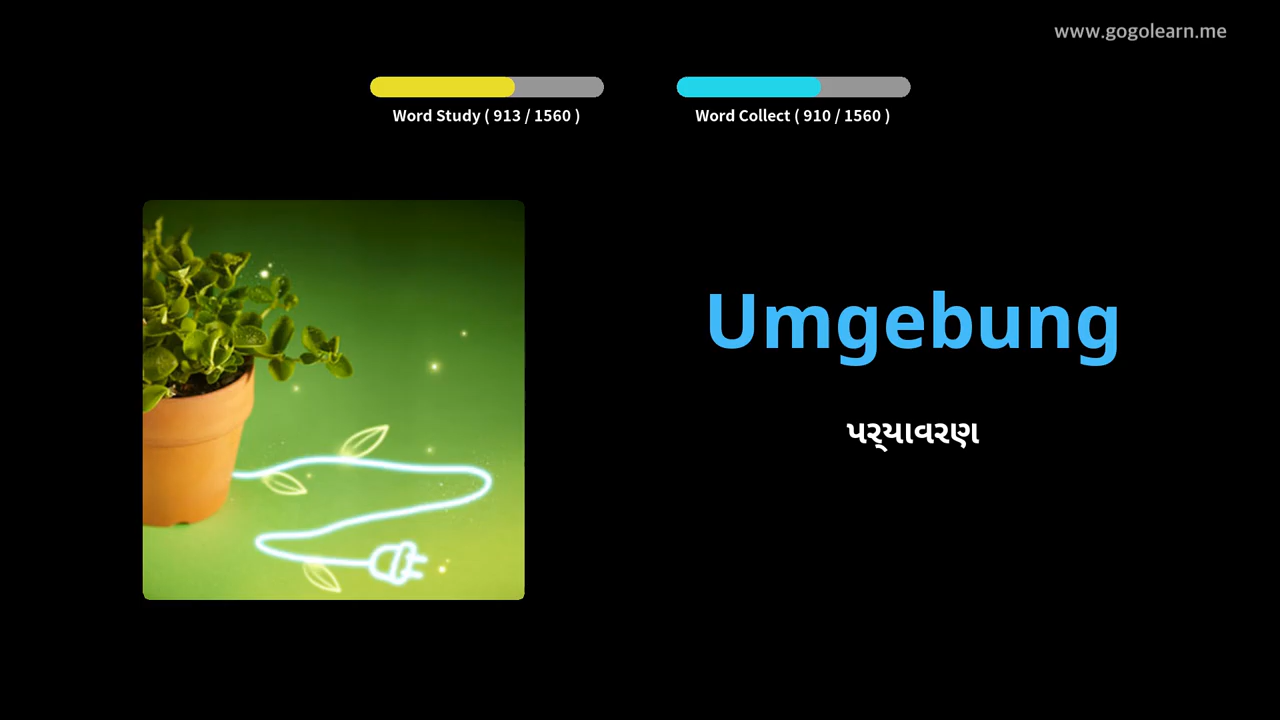 www.gogolearn.me
Word Study ( 913 / 1560 )
Word Collect ( 910 / 1560 )
Umgebung
પર્યાવરણ